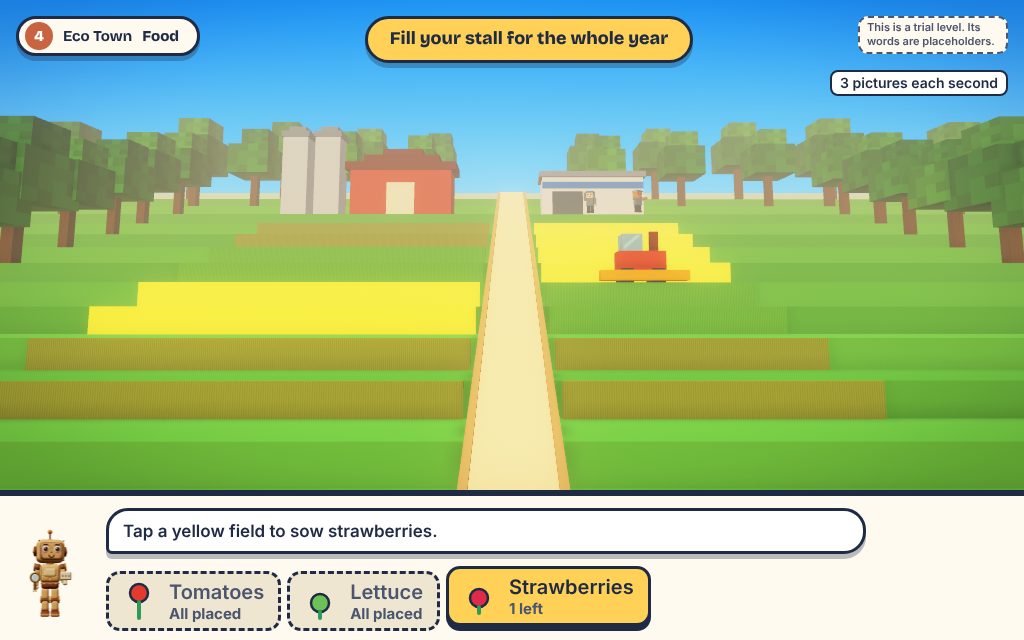 4 Eco Town Food
Fill your stall for the whole year
This is a trial level. Its
words are placeholders.
3 pictures each second
Tap a yellow field to sow strawberries.
Tomatoes
All placed
Lettuce
All placed
Strawberries
1 left